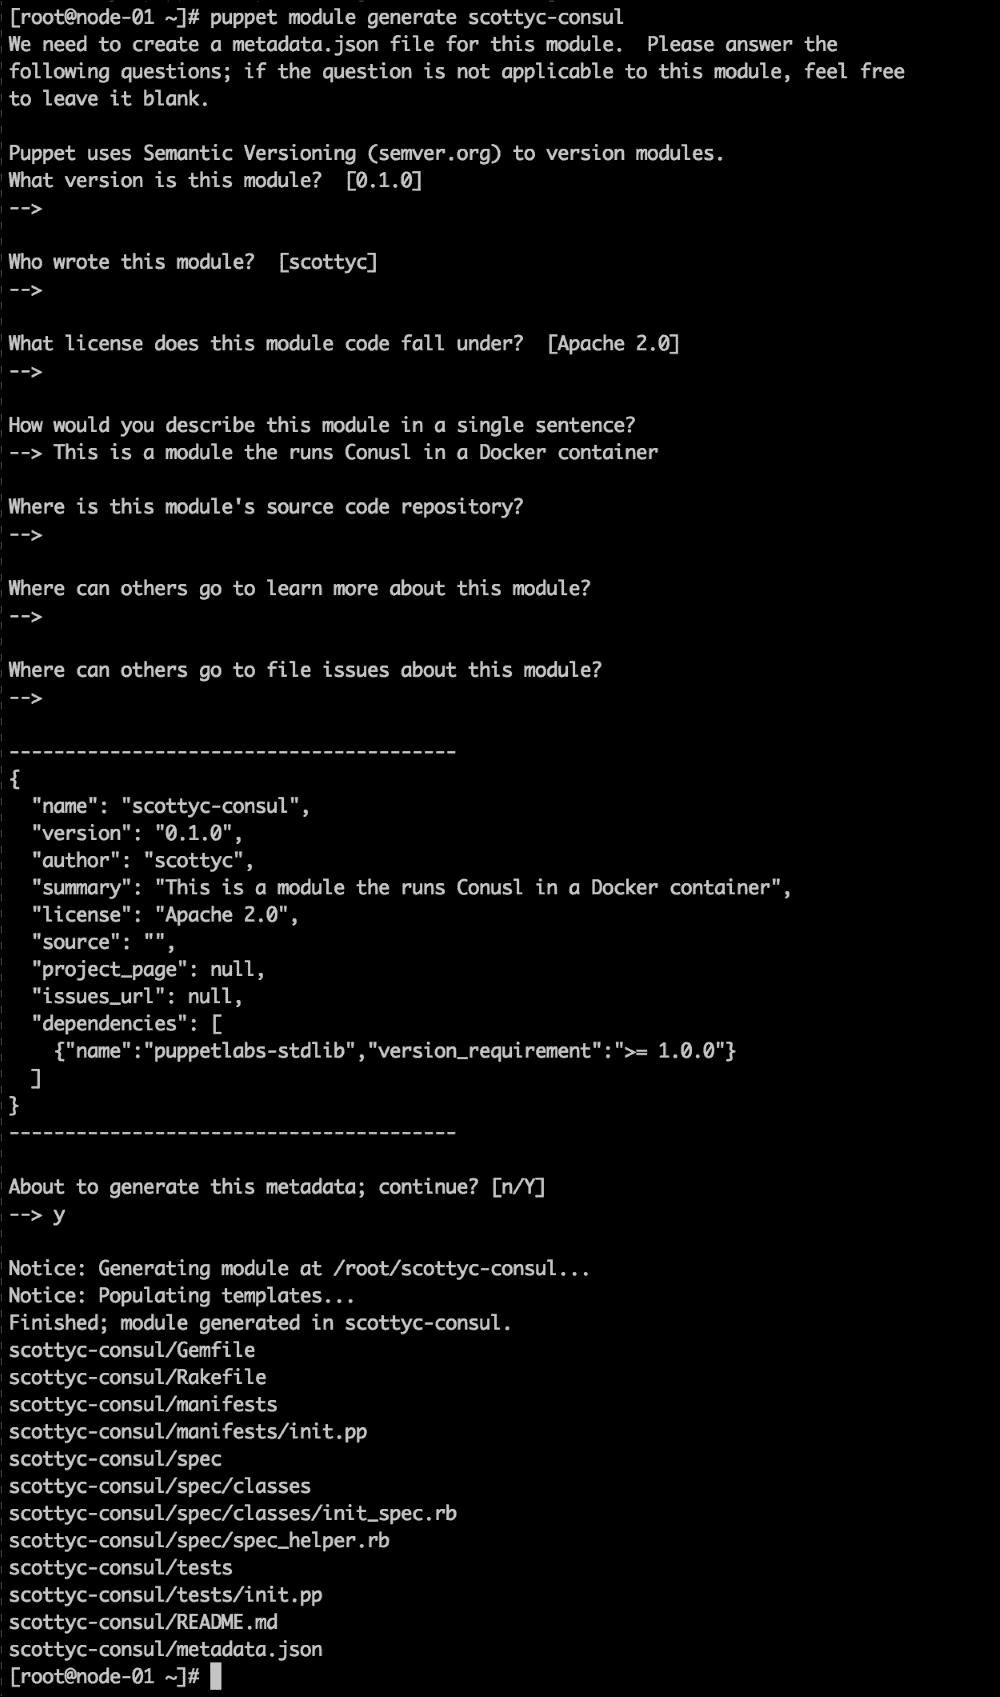 [root@node-01 ~]# puppet module generate scottyc-consul
We need to create a metadata.json file for this module.  Please answer the
following questions; if the question is not applicable to this module, feel free
to leave it blank.

Puppet uses Semantic Versioning (semver.org) to version modules.
What version is this module?  [0.1.0]
-->

Who wrote this module?  [scottyc]
-->

What license does this module code fall under?  [Apache 2.0]
-->

How would you describe this module in a single sentence?
--> This is a module the runs Conusl in a Docker container

Where is this module's source code repository?
-->

Where can others go to learn more about this module?
-->

Where can others go to file issues about this module?
-->

----------------------------------------
{
  "name": "scottyc-consul",
  "version": "0.1.0",
  "author": "scottyc",
  "summary": "This is a module the runs Conusl in a Docker container",
  "license": "Apache 2.0",
  "source": "",
  "project_page": null,
  "issues_url": null,
  "dependencies": [
    {"name":"puppetlabs-stdlib","version_requirement":">= 1.0.0"}
  ]
}
----------------------------------------

About to generate this metadata; continue? [n/Y]
--> y

Notice: Generating module at /root/scottyc-consul...
Notice: Populating templates...
Finished; module generated in scottyc-consul.
scottyc-consul/Gemfile
scottyc-consul/Rakefile
scottyc-consul/manifests
scottyc-consul/manifests/init.pp
scottyc-consul/spec
scottyc-consul/spec/classes
scottyc-consul/spec/classes/init_spec.rb
scottyc-consul/spec/spec_helper.rb
scottyc-consul/tests
scottyc-consul/tests/init.pp
scottyc-consul/README.md
scottyc-consul/metadata.json
[root@node-01 ~]#